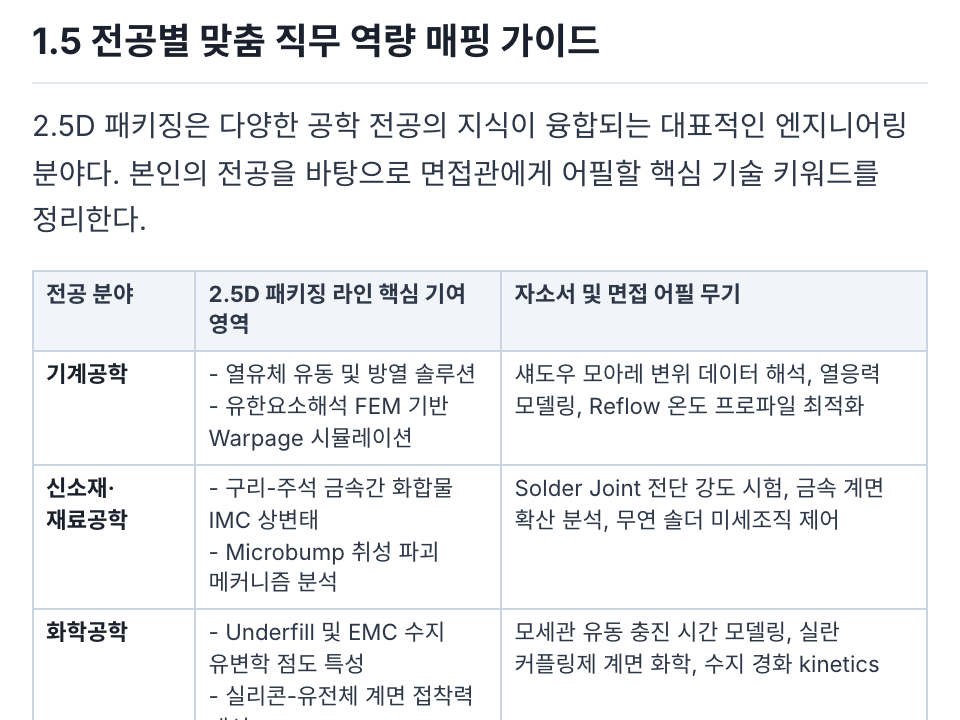 1.5 전공별 맞춤 직무 역량 매핑 가이드
2.5D 패키징은 다양한 공학 전공의 지식이 융합되는 대표적인 엔지니어링
분야다. 본인의 전공을 바탕으로 면접관에게 어필할 핵심 기술 키워드를
정리한다.
전공 분야
2.5D 패키징 라인 핵심 기여
영역
자소서 및 면접 어필 무기
기계공학
- 열유체 유동 및 방열 솔루션
- 유한요소해석 FEM 기반
Warpage 시뮬레이션
섀도우 모아레 변위 데이터 해석, 열응력
모델링, Reflow 온도 프로파일 최적화
신소재·
재료공학
- 구리-주석 금속간 화합물
IMC 상변태
- Microbump 취성 파괴
메커니즘 분석
Solder Joint 전단 강도 시험, 금속 계면
확산 분석, 무연 솔더 미세조직 제어
화학공학
- Underfill 및 EMC 수지
유변학 점도 특성
- 실리콘-유전체 계면 접착력
모세관 유동 충진 시간 모델링, 실란
커플링제 계면 화학, 수지 경화 kinetics